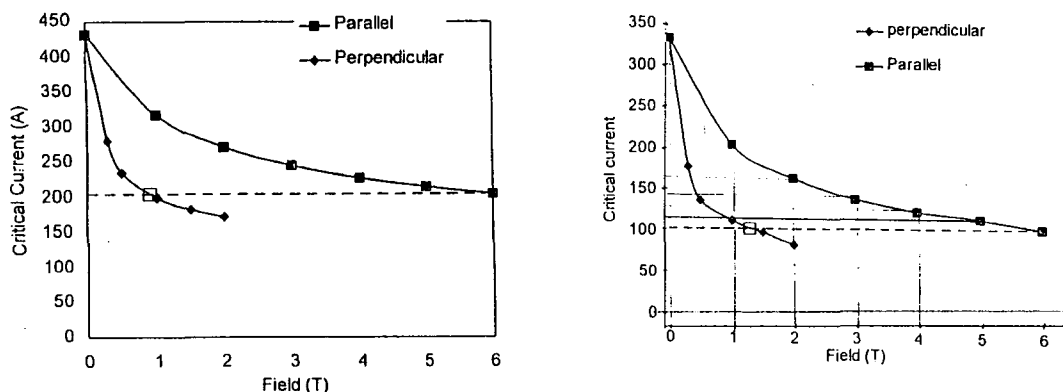 Critical Current (A)
450
400
350
300
250
200
150
100
50
0
0 1 2 3 4 5 6
Field (T)
Parallel
Perpendicular
Critical current
350
300
250
200
150
100
50
0
0 1 2 3 4 5 6
Field (T)
perpendicular
Parallel